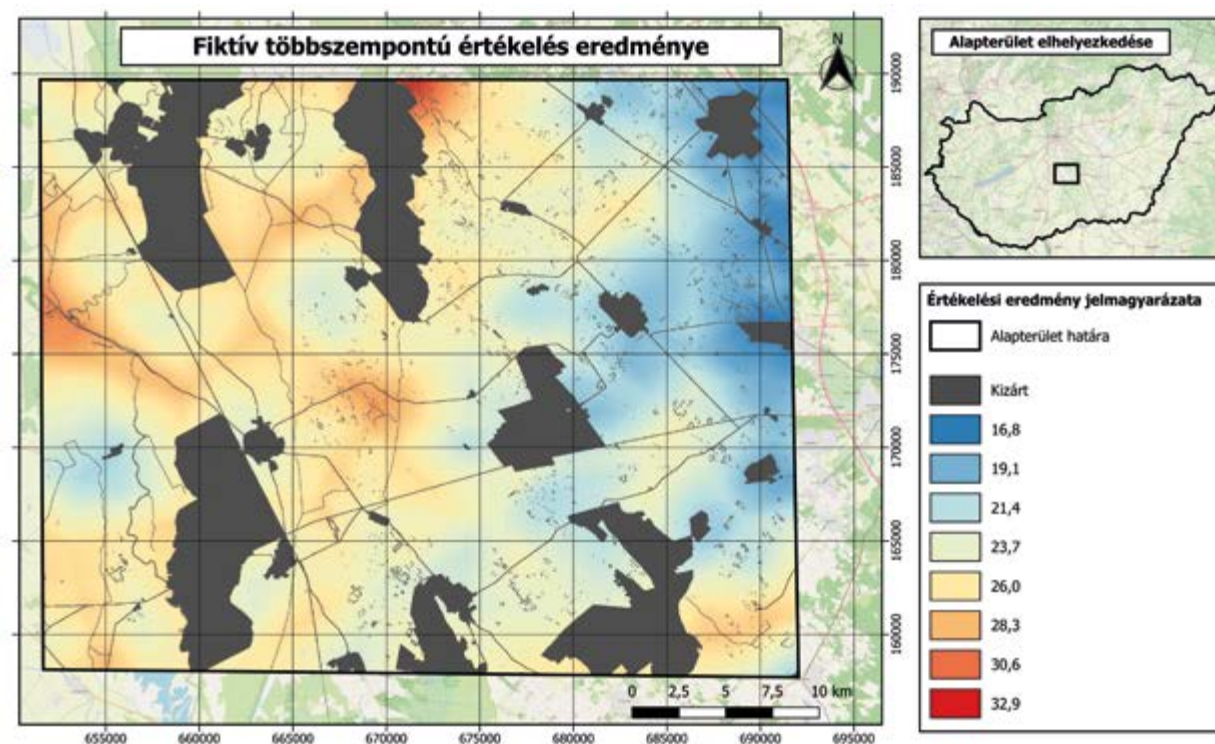 Fiktív többszempontú értékelés eredménye
N
190000
185000
180000
175000
170000
165000
160000
0 2,5 5 7,5 10 km
655000 660000 665000 670000 675000 680000 685000 690000 695000
Alapterület elhelyezkedése
Értékelési eredmény jelmagyarázata
Alapterület határa
Kizárt
16,8
19,1
21,4
23,7
26,0
28,3
30,6
32,9